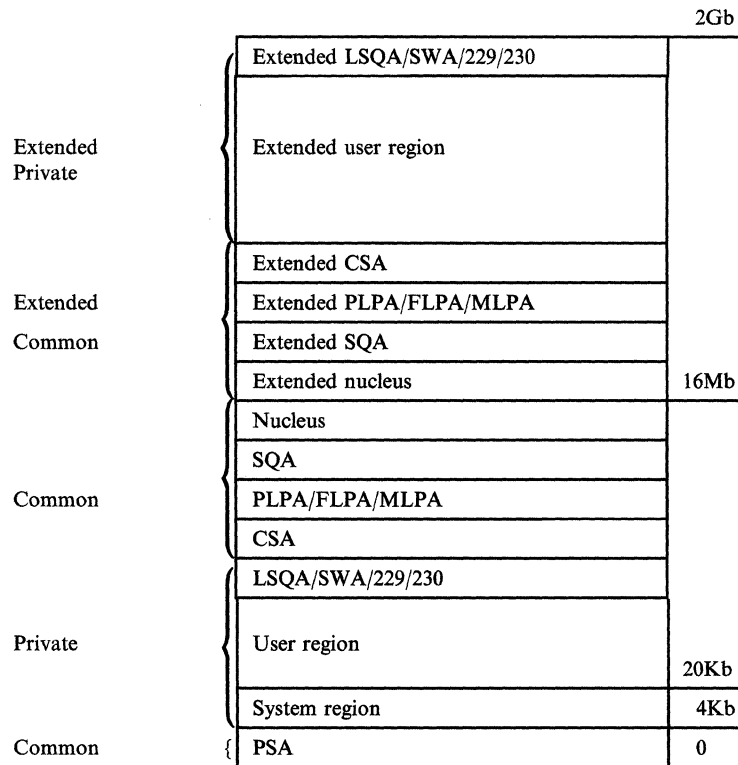 2Gb
Extended LSQA/SWA/229/230
Extended
Private
Extended user region
Extended CSA
Extended
Common
Extended PLPA/FLPA/MLPA
Extended SQA
Extended nucleus 16Mb
Nucleus
SQA
Common PLPA/FLPA/MLPA
CSA
LSQA/SWA/229/230
Private User region
20Kb
System region 4Kb
Common { PSA 0